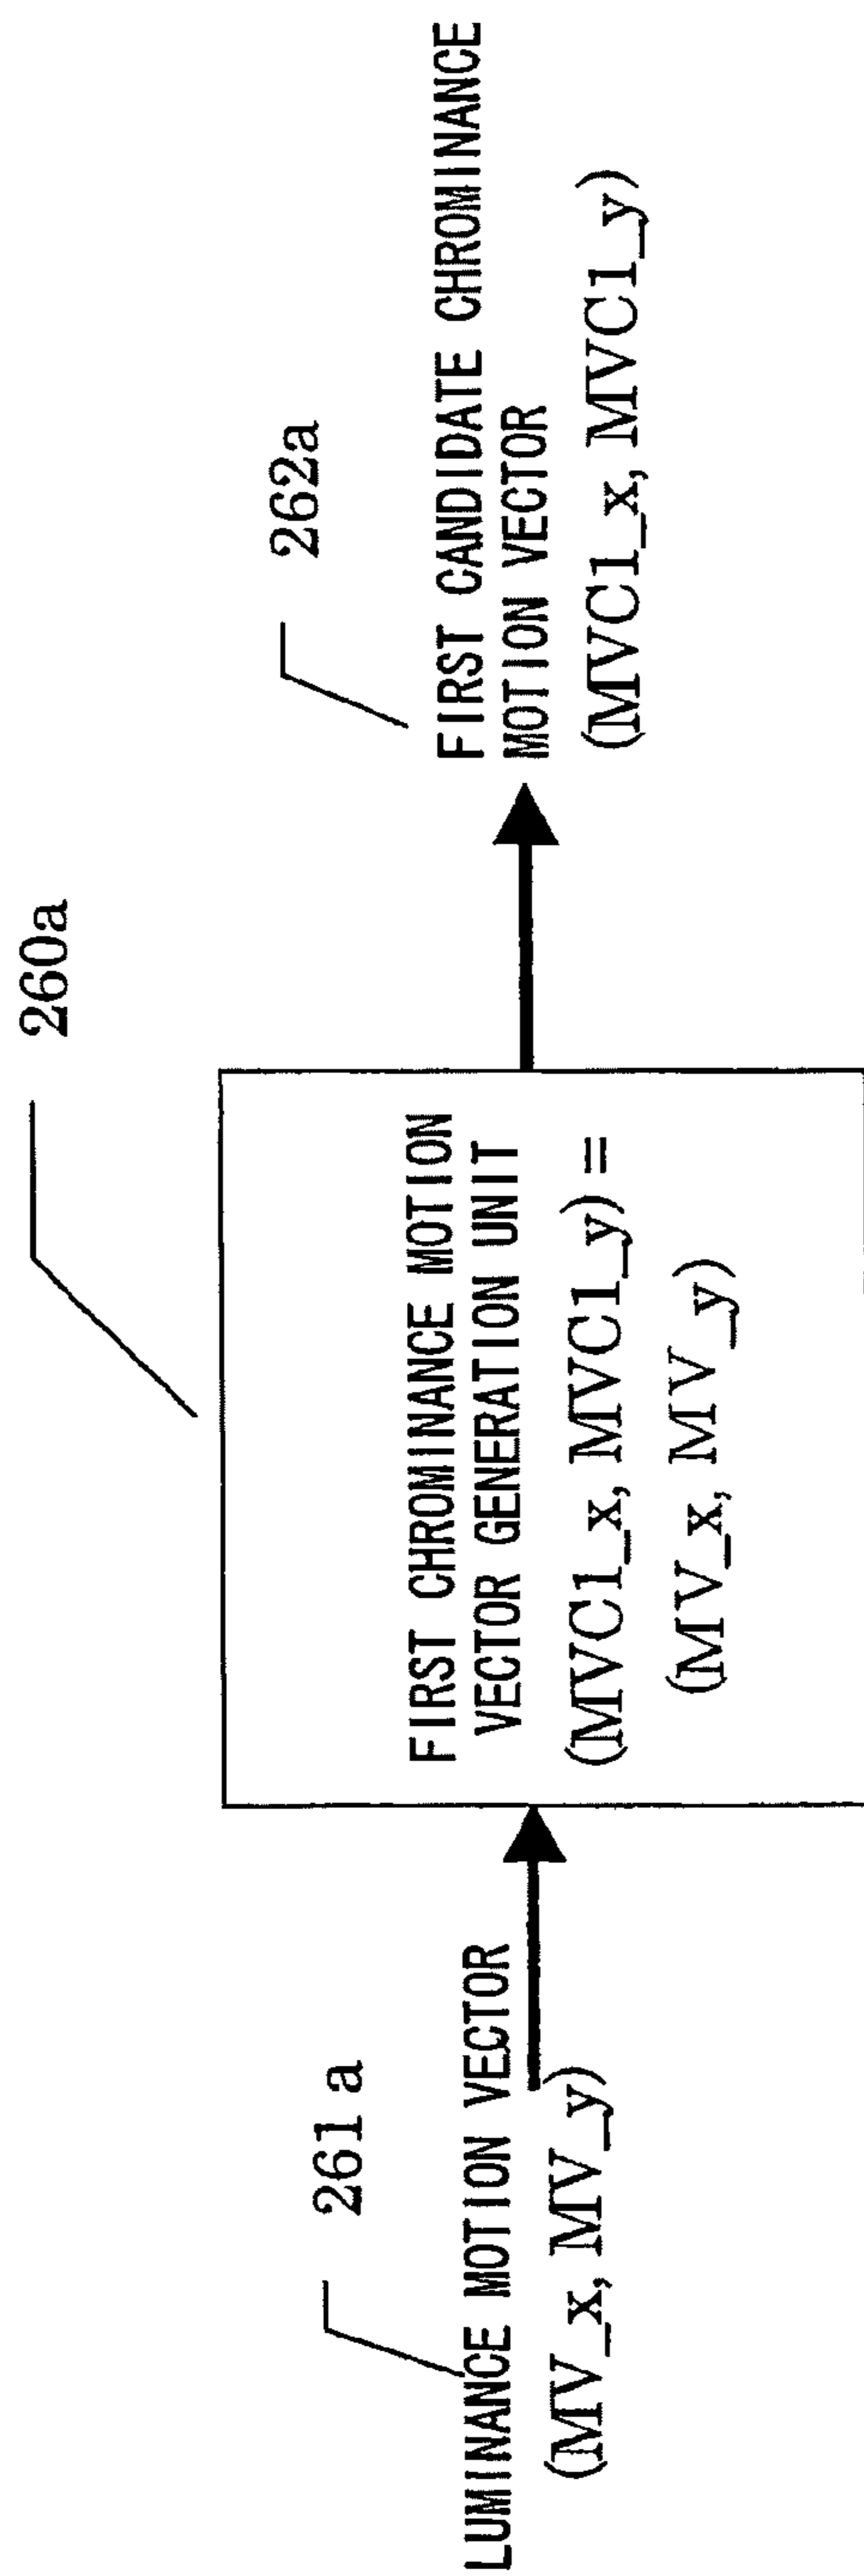 260a
261a
LUMINANCE MOTION VECTOR
(MV_x, MV_y)
FIRST CHROMINANCE MOTION
VECTOR GENERATION UNIT
(MVC1_x, MVC1_y) =
(MV_x, MV_y)
262a
FIRST CANDIDATE CHROMINANCE
MOTION VECTOR
(MVC1_x, MVC1_y)